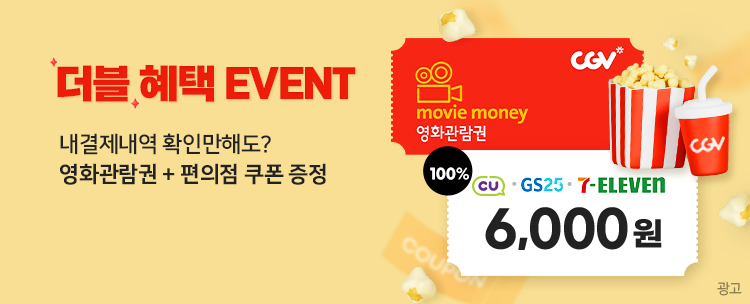 더블 혜택 EVENT
내결제내역 확인만해도?
영화관람권 + 편의점 쿠폰 증정
CGV
movie money
영화관람권
CGV
100%
CU · GS25 · 7-ELEVEn
6,000원
COUPON
광고